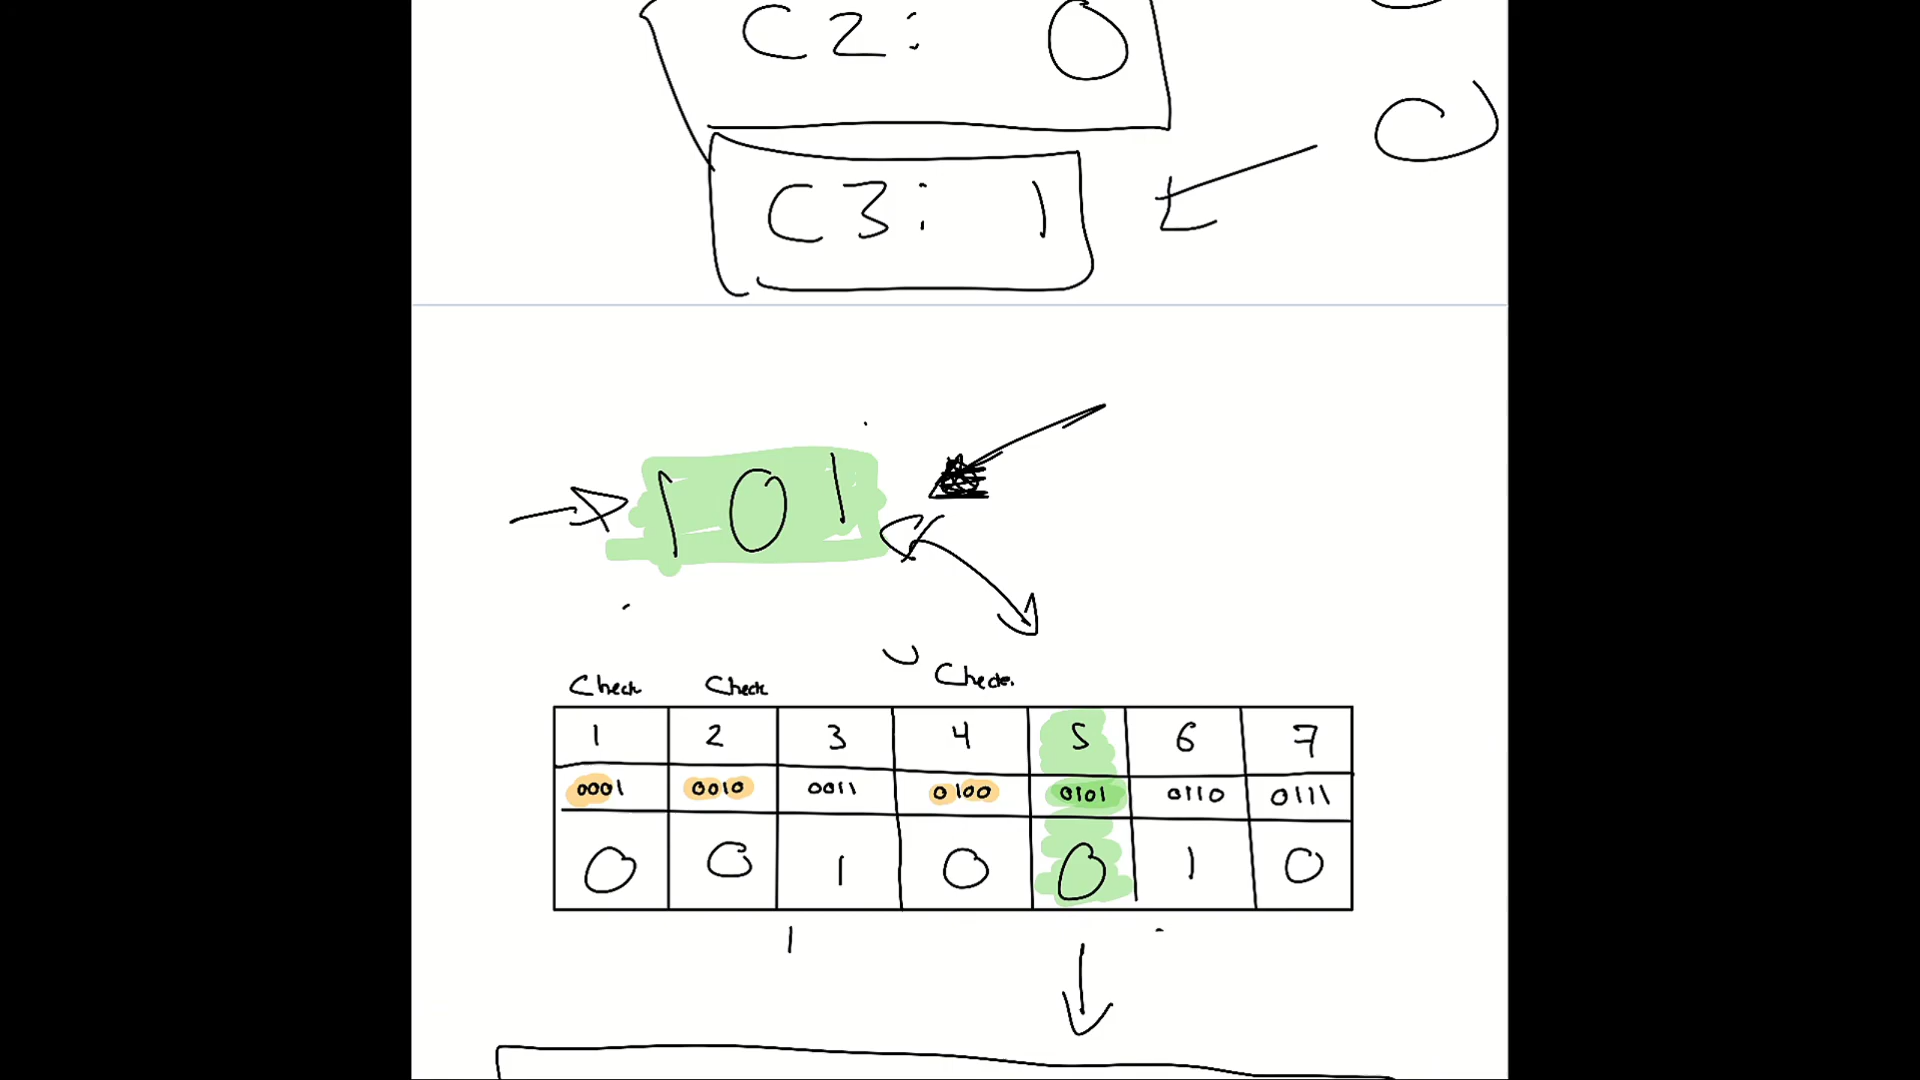 C2: 0
C3: 1
101
Check Check Check.
1 2 3 4 5 6 7
0001 0010 0011 0100 0101 0110 0111
0 0 1 0 0 1 0
1